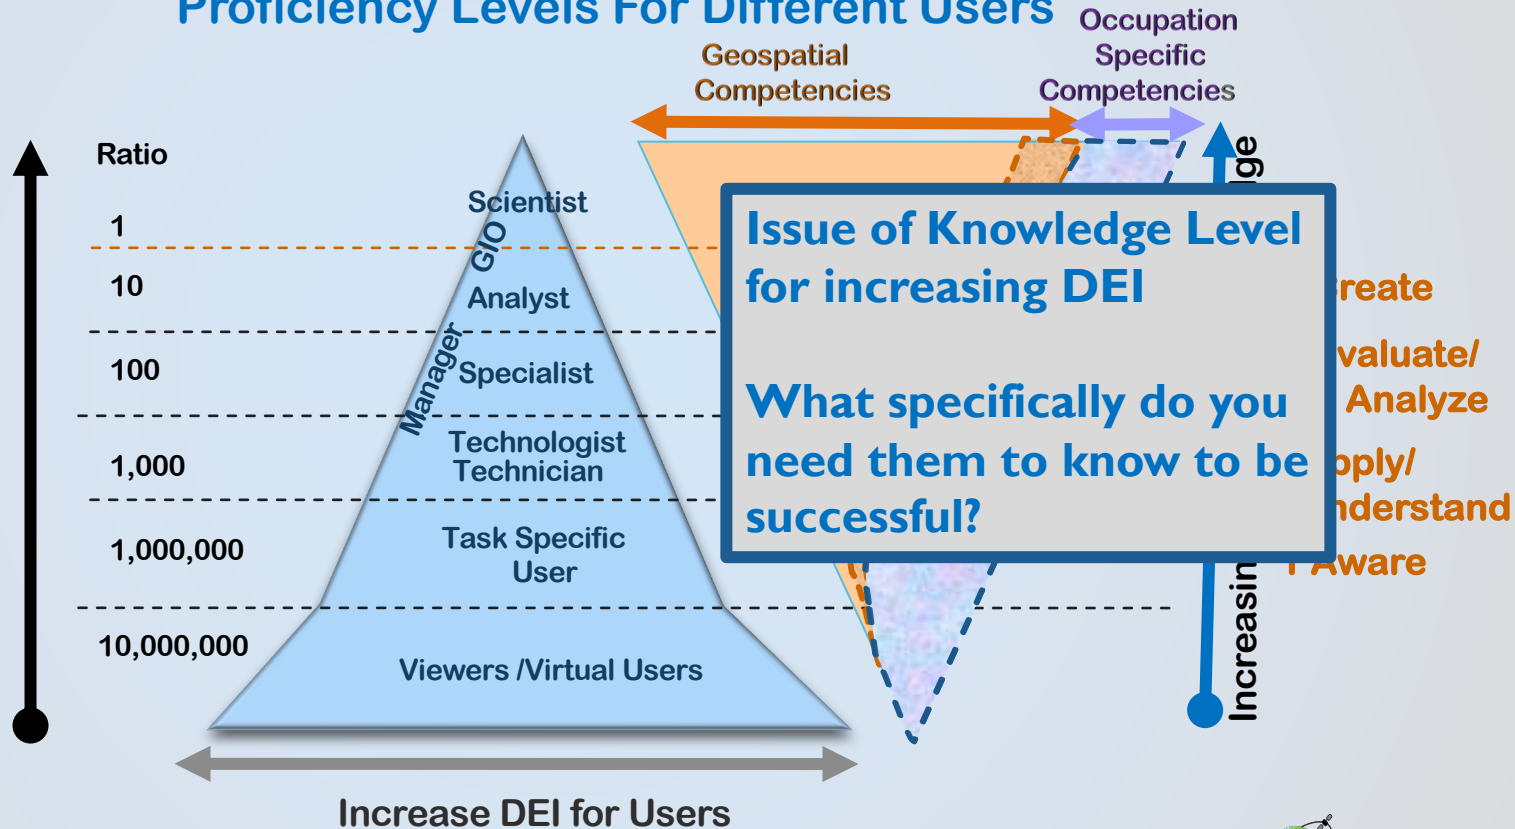 Proficiency Levels For Different Users
Occupation
Specific
Competencies
Geospatial
Competencies
Ratio
1
10
100
1,000
1,000,000
10,000,000
Scientist
GIO
Analyst
Manager
Specialist
Technologist
Technician
Task Specific
User
Viewers /Virtual Users
Increase DEI for Users
Issue of Knowledge Level
for increasing DEI
What specifically do you
need them to know to be
successful?
reate
valuate/
Analyze
pply/
nderstand
Aware
Increasin
ge